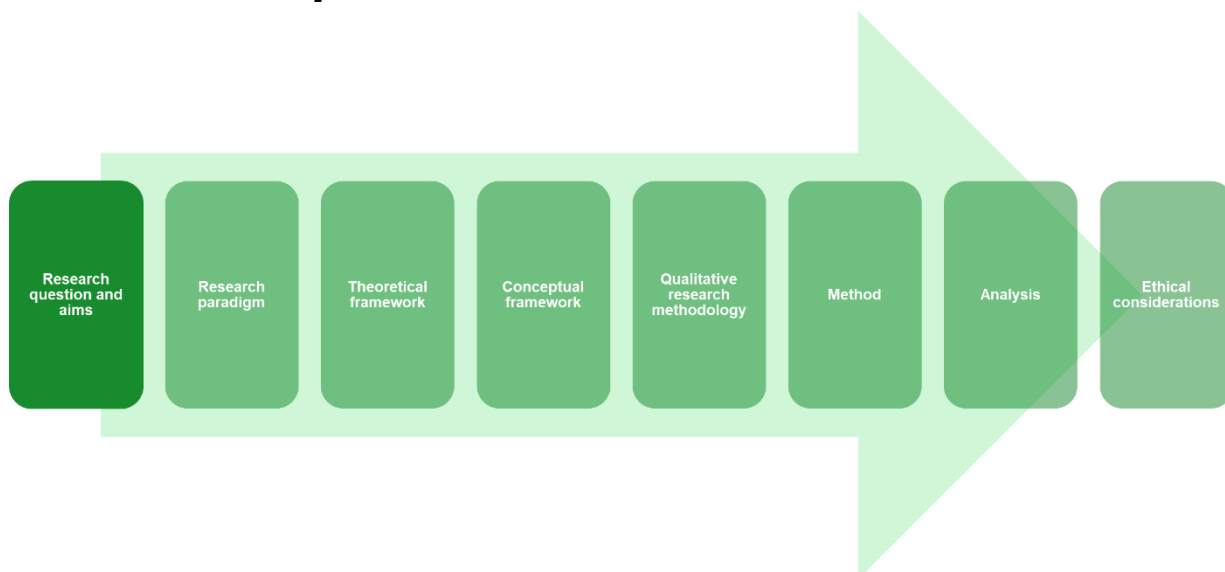 Research
question and
aims
Research
paradigm
Theoretical
framework
Conceptual
framework
Qualitative
research
methodology
Method
Analysis
Ethical
considerations